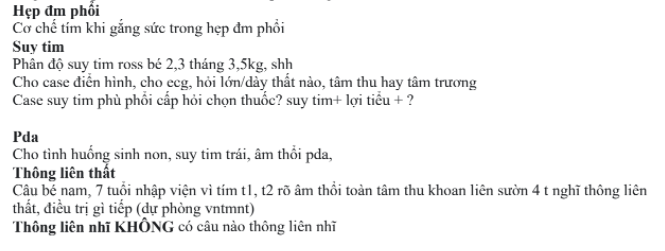 Hẹp đm phổi
Cơ chế tím khi gắng sức trong hẹp đm phổi
Suy tim
Phân độ suy tim ross bé 2,3 tháng 3,5kg, shh
Cho case điển hình, cho ecg, hỏi lớn/dày thất nào, tâm thu hay tâm trương
Case suy tim phù phổi cấp hỏi chọn thuốc? suy tim+ lợi tiểu + ?
Pda
Cho tình huống sinh non, suy tim trái, âm thổi pda,
Thông liên thất
Câu bé nam, 7 tuổi nhập viện vì tím t1, t2 rõ âm thổi toàn tâm thu khoan liên sườn 4 t nghĩ thông liên
thất, điều trị gì tiếp (dự phòng vntmnt)
Thông liên nhĩ KHÔNG có câu nào thông liên nhĩ